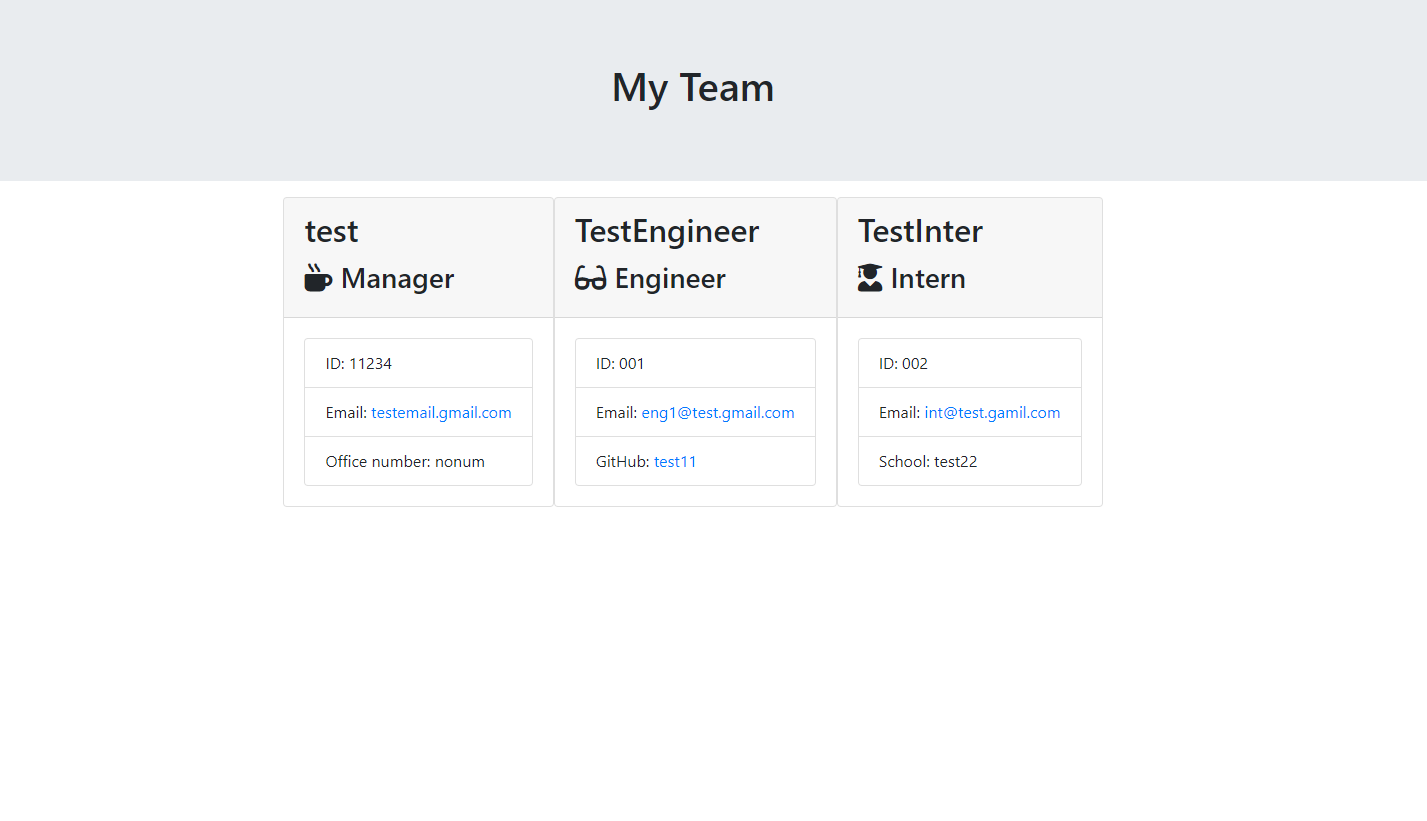 My Team
test
Manager
ID: 11234
Email: testemail.gmail.com
Office number: nonum
TestEngineer
Engineer
ID: 001
Email: eng1@test.gmail.com
GitHub: test11
TestInter
Intern
ID: 002
Email: int@test.gamil.com
School: test22